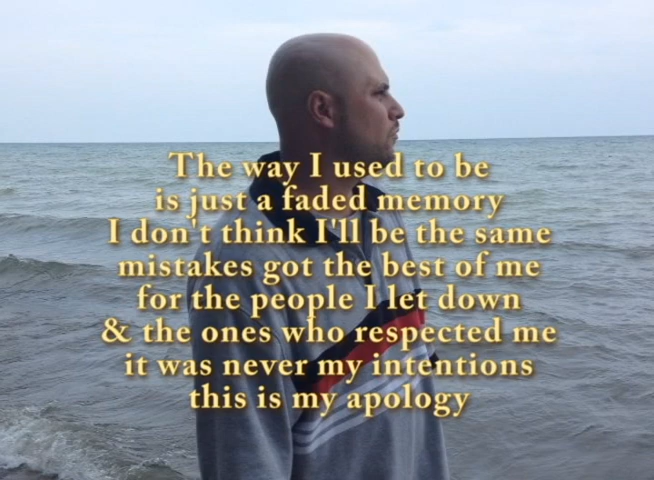 The way I used to be
is just a faded memory
I don't think I'll be the same
mistakes got the best of me
for the people I let down
& the ones who respected me
it was never my intentions
this is my apology